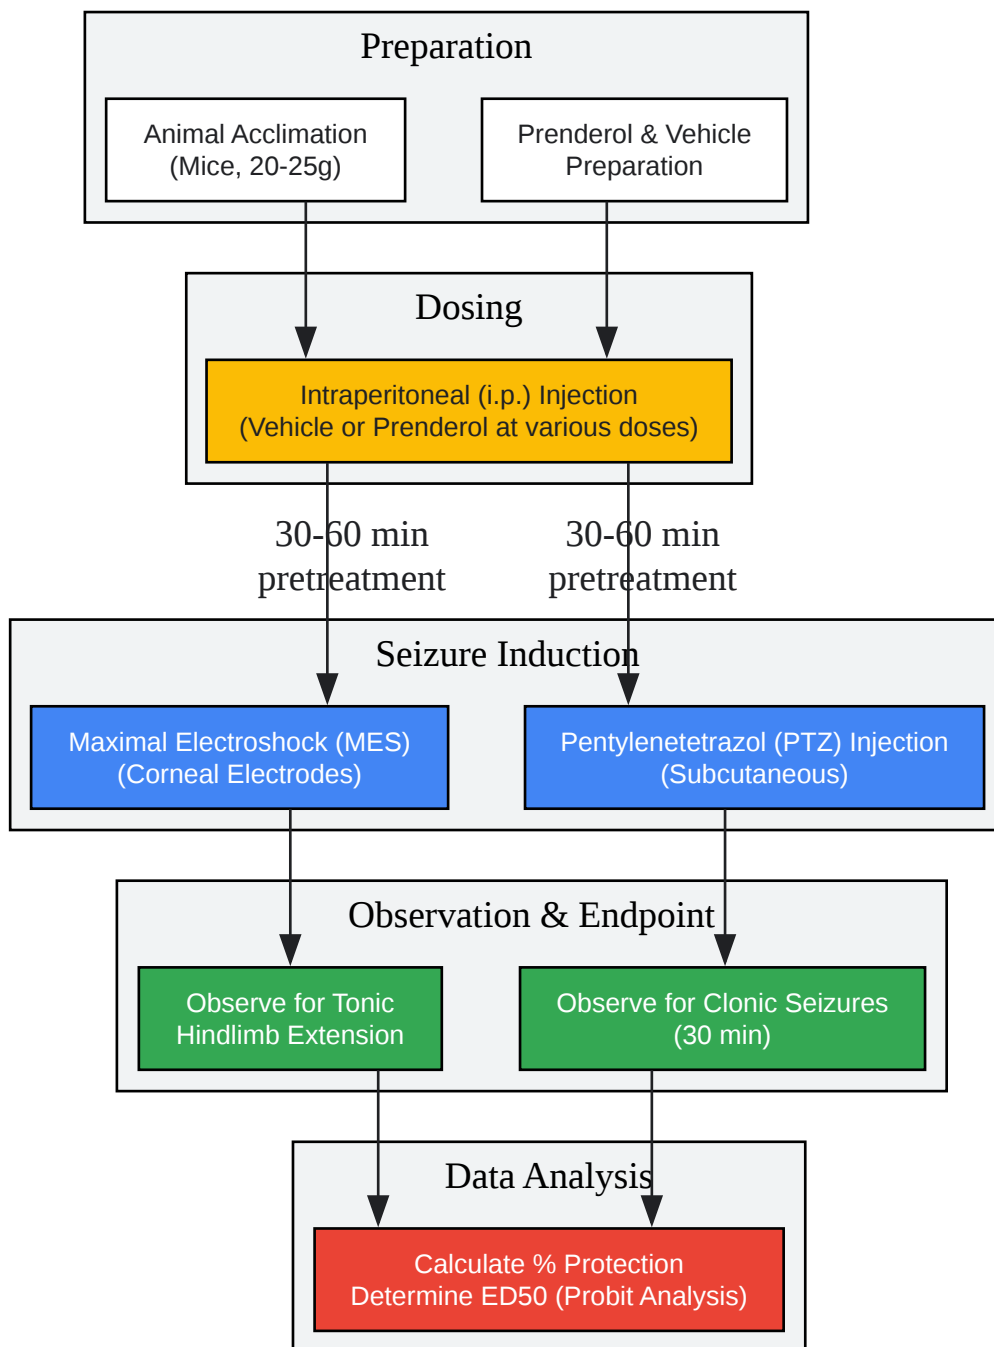 Preparation
Animal Acclimation
(Mice, 20-25g)
Prenderol & Vehicle
Preparation
Dosing
Intraperitoneal (i.p.) Injection
(Vehicle or Prenderol at various doses)
30-60 min
pretreatment
30-60 min
pretreatment
Seizure Induction
Maximal Electroshock (MES)
(Corneal Electrodes)
Pentylenetetrazol (PTZ) Injection
(Subcutaneous)
Observation & Endpoint
Observe for Tonic
Hindlimb Extension
Observe for Clonic Seizures
(30 min)
Data Analysis
Calculate % Protection
Determine ED50 (Probit Analysis)